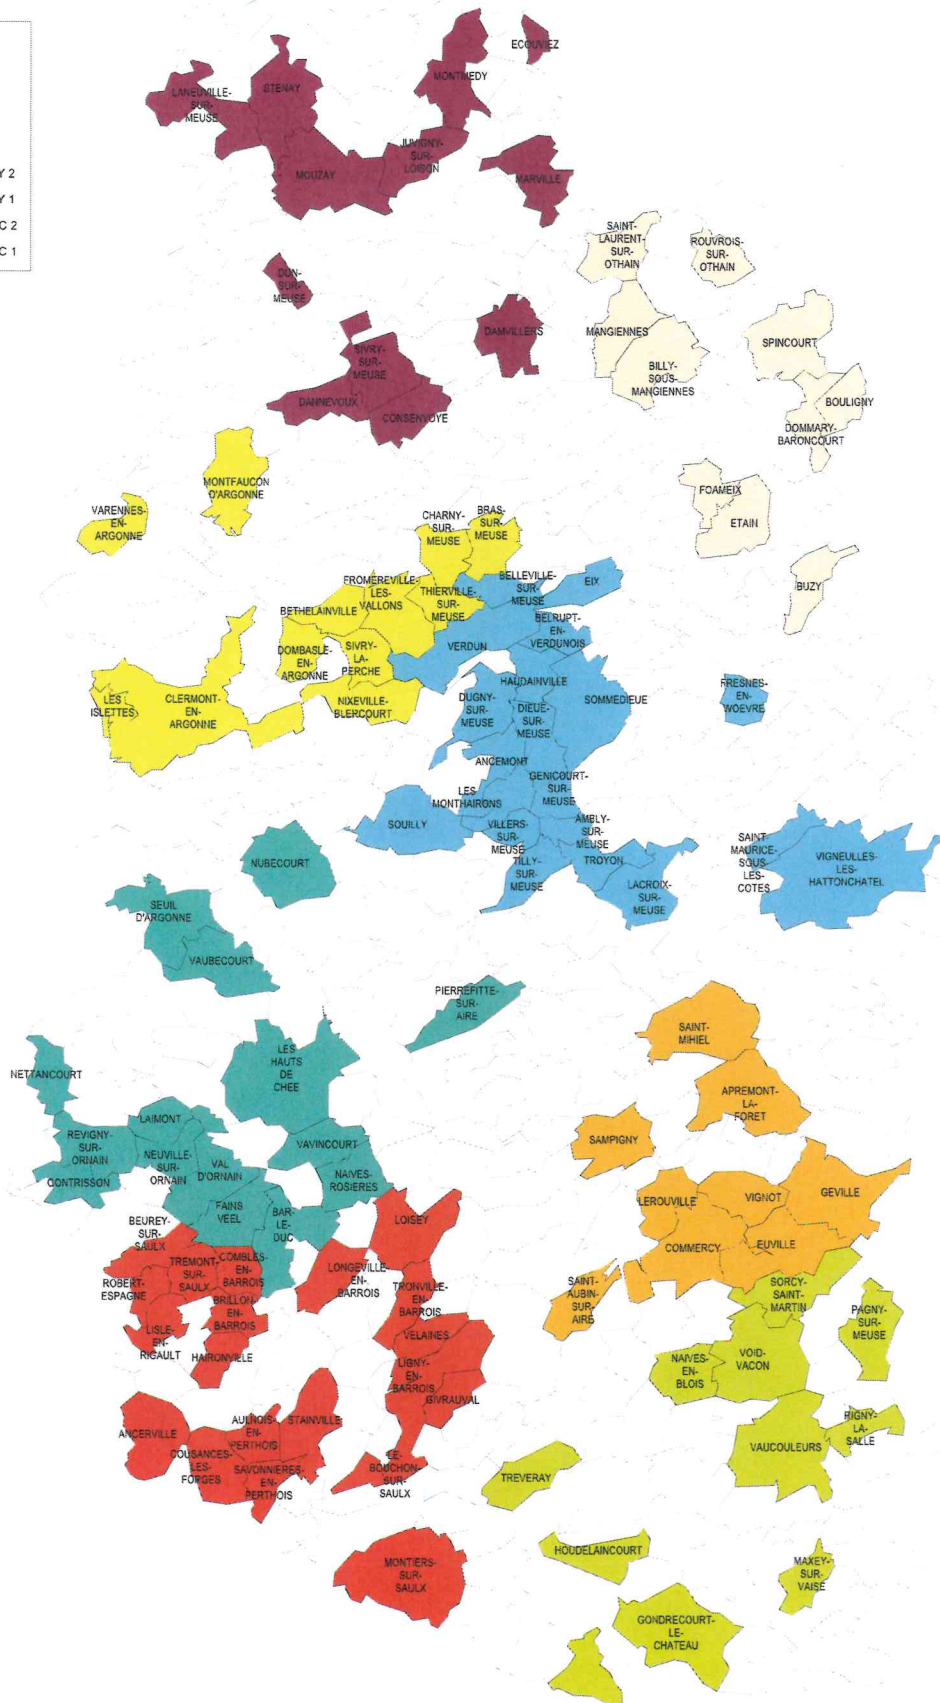 Y 2
Y 1
C 2
C 1
ECOUVIEZ
MONTMEDY
STENAY
LANEUVILLE-
SUR-
MEUSE
JUVIGNY-
SUR-
LOISON
MOUZAY
MARVILLE
SAINT-
LAURENT-
SUR-
OTHAIN
ROUVROIS-
SUR-
OTHAIN
DUN-
SUR-
MEUSE
DAMVILLERS
MANGIENNES
SPINCOURT
SIVRY-
SUR-
MEUSE
BILLY-
SOUS-
MANGIENNES
DANNEVOUX
CONSENVOYE
BOULIGNY
DOMMARY-
BARONCOURT
MONTFAUCON
D'ARGONNE
FOAMEIX
ETAIN
VARENNES-
EN-
ARGONNE
CHARNY-
SUR-
MEUSE
BRAS-
SUR-
MEUSE
BUZY
FROMEREVILLE-
LES-
VALLONS
THIERVILLE-
SUR-
MEUSE
BELLEVILLE-
SUR-
MEUSE
EIX
BETHELAINVILLE
BELRUPT-
EN-
VERDUNOIS
VERDUN
DOMBASLE-
EN-
ARGONNE
SIVRY-
LA-
PERCHE
LES
ISLETTES
CLERMONT-
EN-
ARGONNE
NIXEVILLE-
BLERCOURT
HAUDAINVILLE
DUGNY-
SUR-
MEUSE
DIEUE-
SUR-
MEUSE
SOMMEDIEUE
FRESNES-
EN-
WOEVRE
ANCEMONT
GENICOURT-
SUR-
MEUSE
LES
MONTHAIRONS
SOUILLY
VILLERS-
SUR-
MEUSE
AMBLY-
SUR-
MEUSE
TILLY-
SUR-
MEUSE
TROYON
LACROIX-
SUR-
MEUSE
SAINT-
MAURICE-
SOUS-
LES-
COTES
VIGNEULLES-
LES-
HATTONCHATEL
NUBECOURT
SEUIL
D'ARGONNE
VAUBECOURT
PIERREFITTE-
SUR-
AIRE
SAINT-
MIHIEL
LES
HAUTS
DE
CHEE
NETTANCOURT
APREMONT-
LA-
FORET
LAIMONT
REVIGNY-
SUR-
ORNAIN
VAVINCOURT
SAMPIGNY
CONTRISSON
NEUVILLE-
SUR-
ORNAIN
VAL
D'ORNAIN
NAIVES-
ROSIERES
FAINS
VEEL
BAR-
LE-
DUC
LOISEY
LEROUVILLE
VIGNOT
GEVILLE
BEUREY-
SUR-
SAULX
COMMERCY
EUVILLE
ROBERT-
ESPAGNE
TREMONT-
SUR-
SAULX
COMBLES-
EN-
BARROIS
LONGEVILLE-
EN-
BARROIS
TRONVILLE-
EN-
BARROIS
SAINT-
AUBIN-
SUR-
AIRE
SORCY-
SAINT-
MARTIN
PAGNY-
SUR-
MEUSE
BRILLON-
EN-
BARROIS
LISLE-
EN-
RIGAULT
HAIRONVILLE
VELAINES
LIGNY-
EN-
BARROIS
GIVRAUVAL
NAIVES-
EN-
BLOIS
VOID-
VACON
ANCERVILLE
COUSANCES-
LES-
FORGES
AULNOIS-
EN-
PERTHOIS
STAINVILLE
SAVONNIERES-
EN-
PERTHOIS
LE-
BOUCHON-
SUR-
SAULX
RIGNY-
LA-
SALLE
VAUCOULEURS
TREVERAY
MONTIERS-
SUR-
SAULX
HOUDELAINCOURT
MAXEY-
SUR-
VAISE
GONDRECOURT-
LE-
CHATEAU